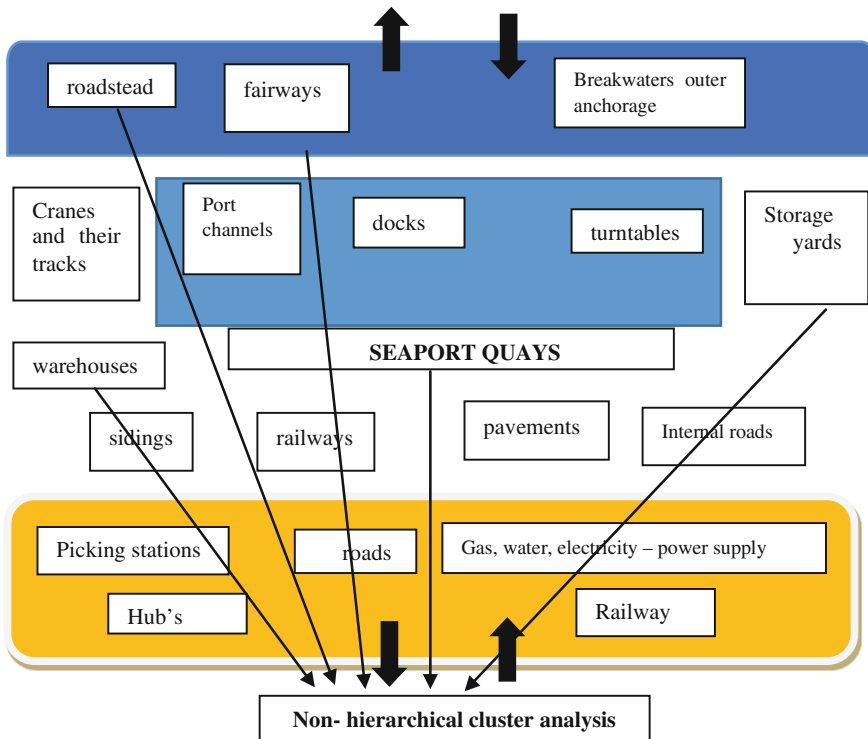 roadstead
fairways
Breakwaters outer
anchorage
Cranes
and their
tracks
Port
channels
docks
turntables
Storage
yards
SEAPORT QUAYS
warehouses
sidings
railways
pavements
Internal roads
Picking stations
roads
Gas, water, electricity – power supply
Hub's
Railway
Non- hierarchical cluster analysis